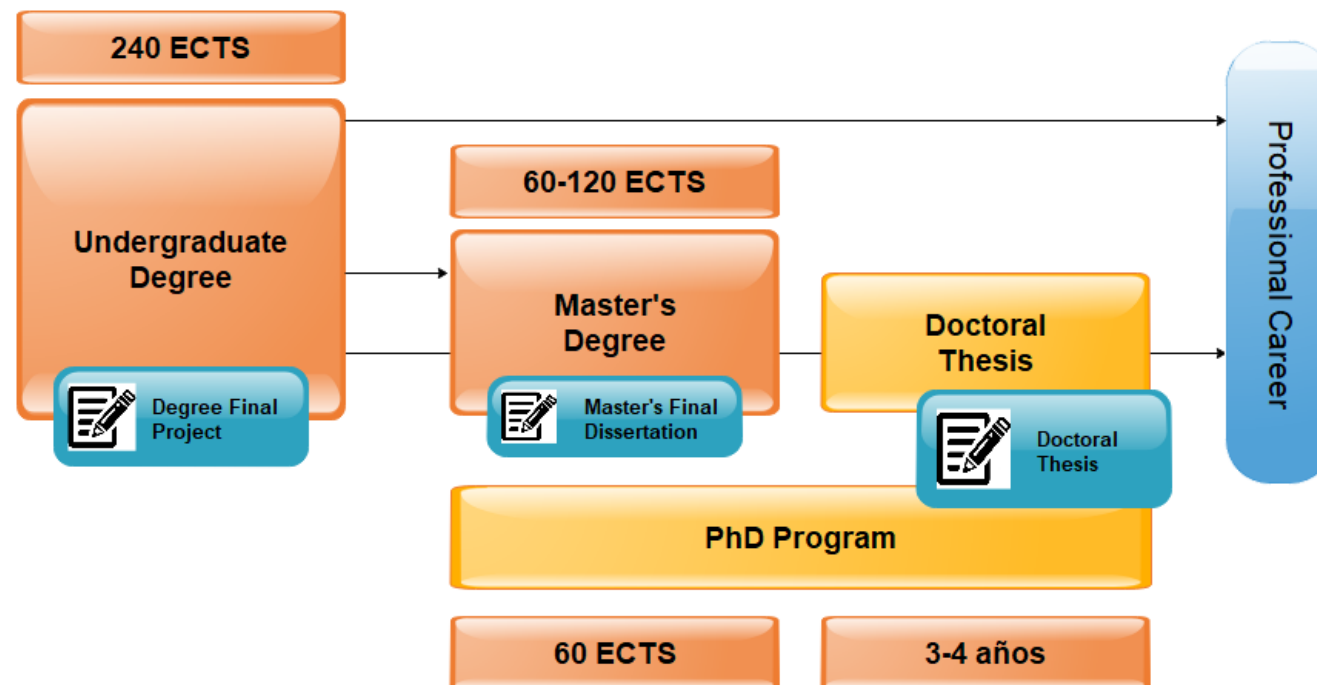 240 ECTS
Undergraduate
Degree
Degree Final
Project
60-120 ECTS
Master's
Degree
Master's Final
Dissertation
Doctoral
Thesis
Doctoral
Thesis
PhD Program
60 ECTS
3-4 años
Professional Career